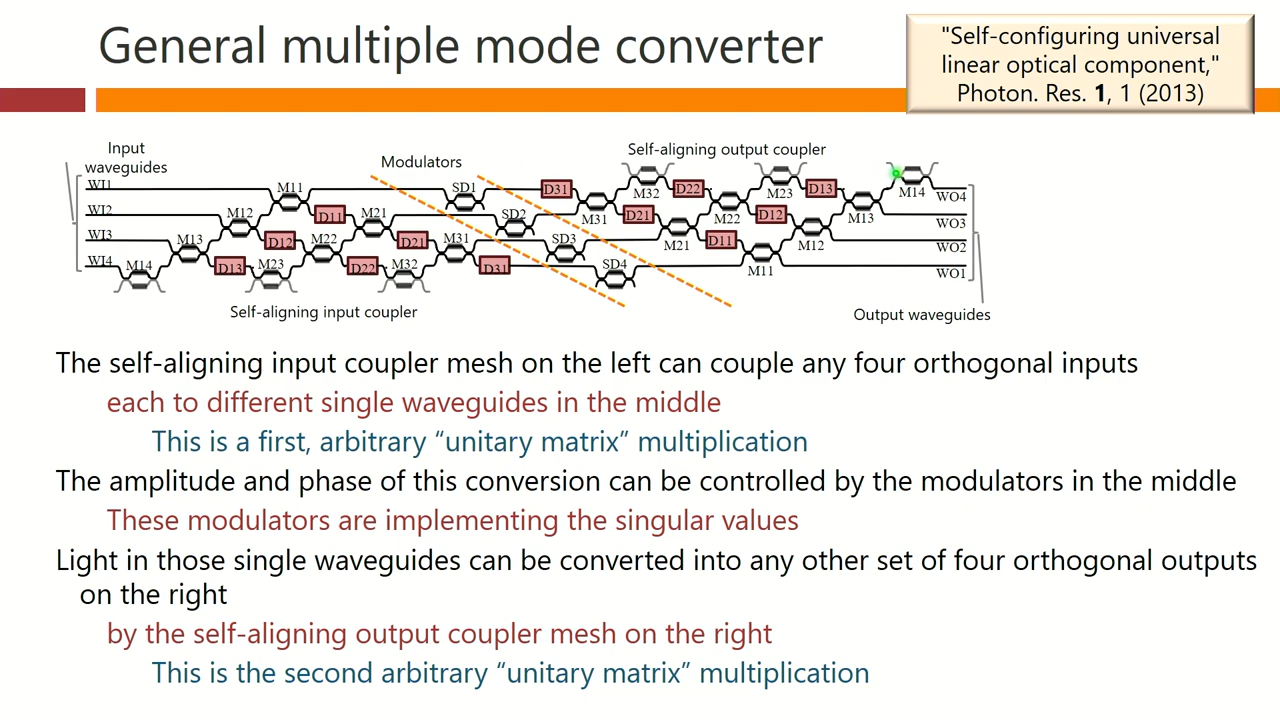 General multiple mode converter
"Self-configuring universal
linear optical component,"
Photon. Res. 1, 1 (2013)
Input
waveguides
Modulators
Self-aligning output coupler
WI1
WI2
WI3
WI4
M14
M13
M12
M11
D13
D12
D11
M23
M22
M21
D22
D21
M32
M31
D31
SD1
SD2
SD3
SD4
D31
M31
M32
D21
D22
M21
M22
M23
D11
D12
D13
M11
M12
M13
M14
WO4
WO3
WO2
WO1
Self-aligning input coupler
Output waveguides
The self-aligning input coupler mesh on the left can couple any four orthogonal inputs
each to different single waveguides in the middle
This is a first, arbitrary “unitary matrix” multiplication
The amplitude and phase of this conversion can be controlled by the modulators in the middle
These modulators are implementing the singular values
Light in those single waveguides can be converted into any other set of four orthogonal outputs
on the right
by the self-aligning output coupler mesh on the right
This is the second arbitrary “unitary matrix” multiplication